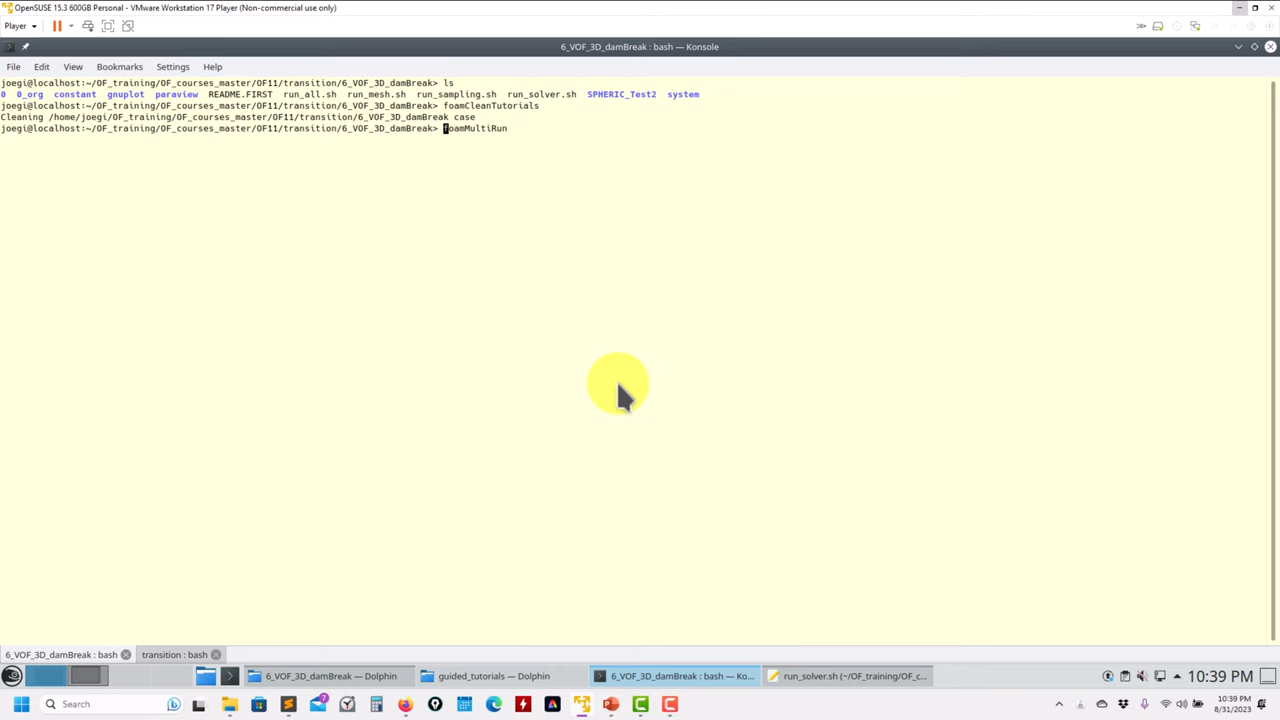 OpenSUSE 15.3 600GB Personal - VMware Workstation 17 Player (Non-commercial use only)
Player
6_VOF_3D_damBreak : bash — Konsole
File Edit View Bookmarks Settings Help
joegi@localhost:~/OF_training/OF_courses_master/OF11/transition/6_VOF_3D_damBreak> ls
0 0_org constant gnuplot paraview README.FIRST run_all.sh run_mesh.sh run_sampling.sh run_solver.sh SPHERIC_Test2 system
joegi@localhost:~/OF_training/OF_courses_master/OF11/transition/6_VOF_3D_damBreak> foamCleanTutorials
Cleaning /home/joegi/OF_training/OF_courses_master/OF11/transition/6_VOF_3D_damBreak case
joegi@localhost:~/OF_training/OF_courses_master/OF11/transition/6_VOF_3D_damBreak> foamMultiRun
6_VOF_3D_damBreak : bash transition : bash
6_VOF_3D_damBreak — Dolphin guided_tutorials — Dolphin 6_VOF_3D_damBreak : bash — Ko... run_solver.sh (~/OF_training/OF_c... 10:39 PM
Search 7 10:39 PM
8/31/2023